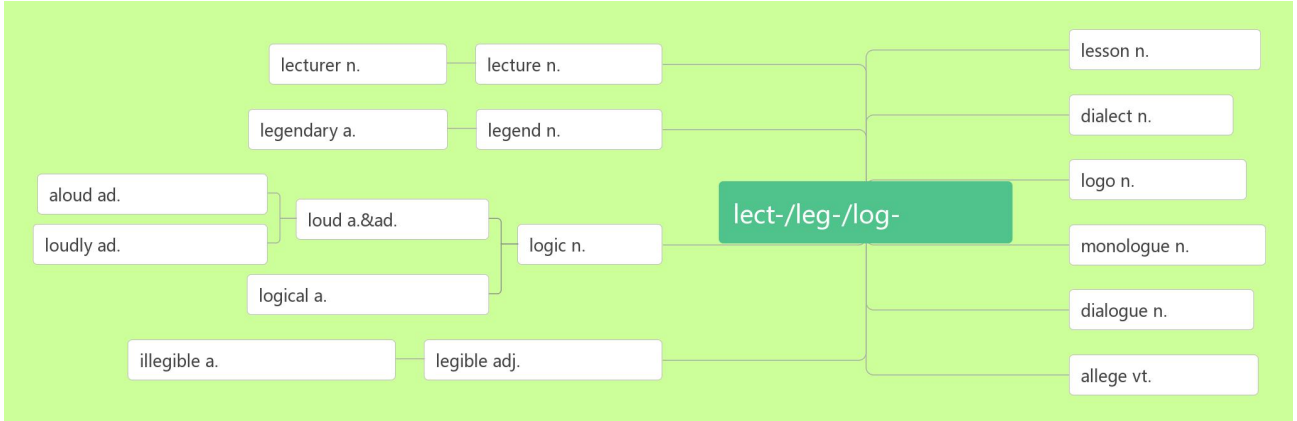 lecturer n.
lecture n.
legendary a.
legend n.
aloud ad.
loudly ad.
loud a.&ad.
logical a.
logic n.
illegible a.
legible adj.
lect-/leg-/log-
lesson n.
dialect n.
logo n.
monologue n.
dialogue n.
allege vt.